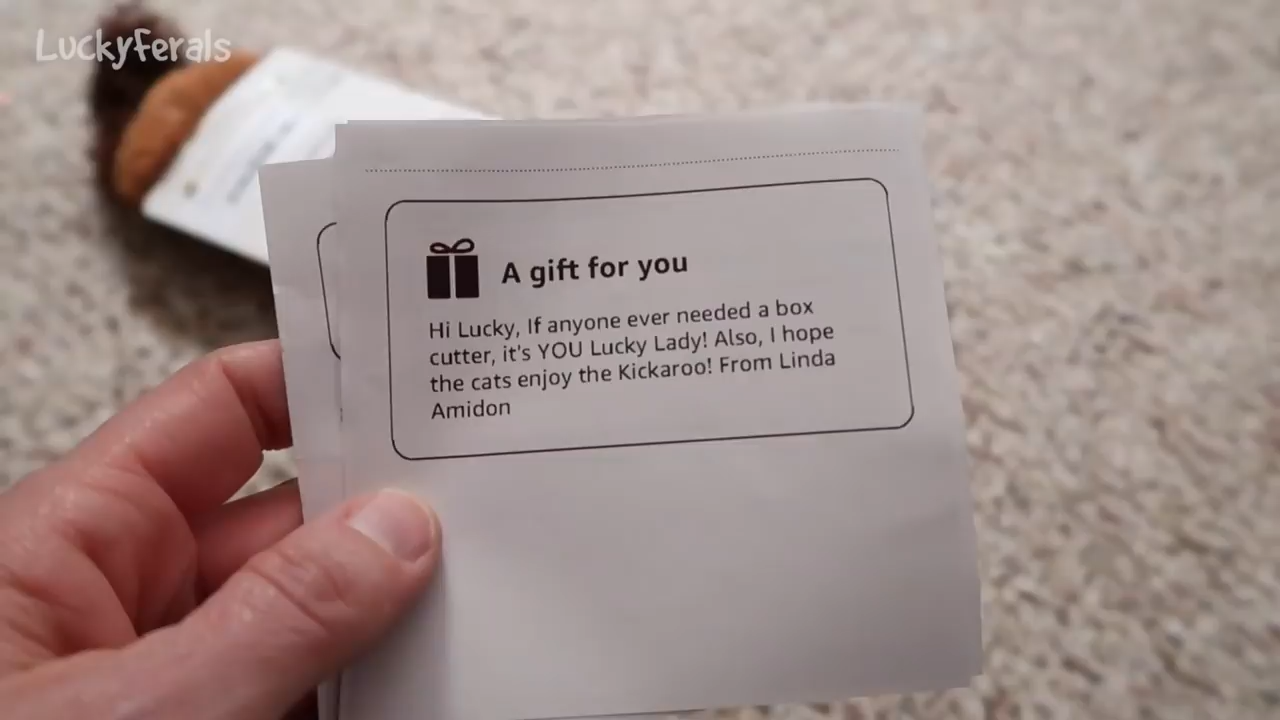 LuckyFerals
A gift for you
Hi Lucky, If anyone ever needed a box
cutter, it's YOU Lucky Lady! Also, I hope
the cats enjoy the Kickaroo! From Linda
Amidon